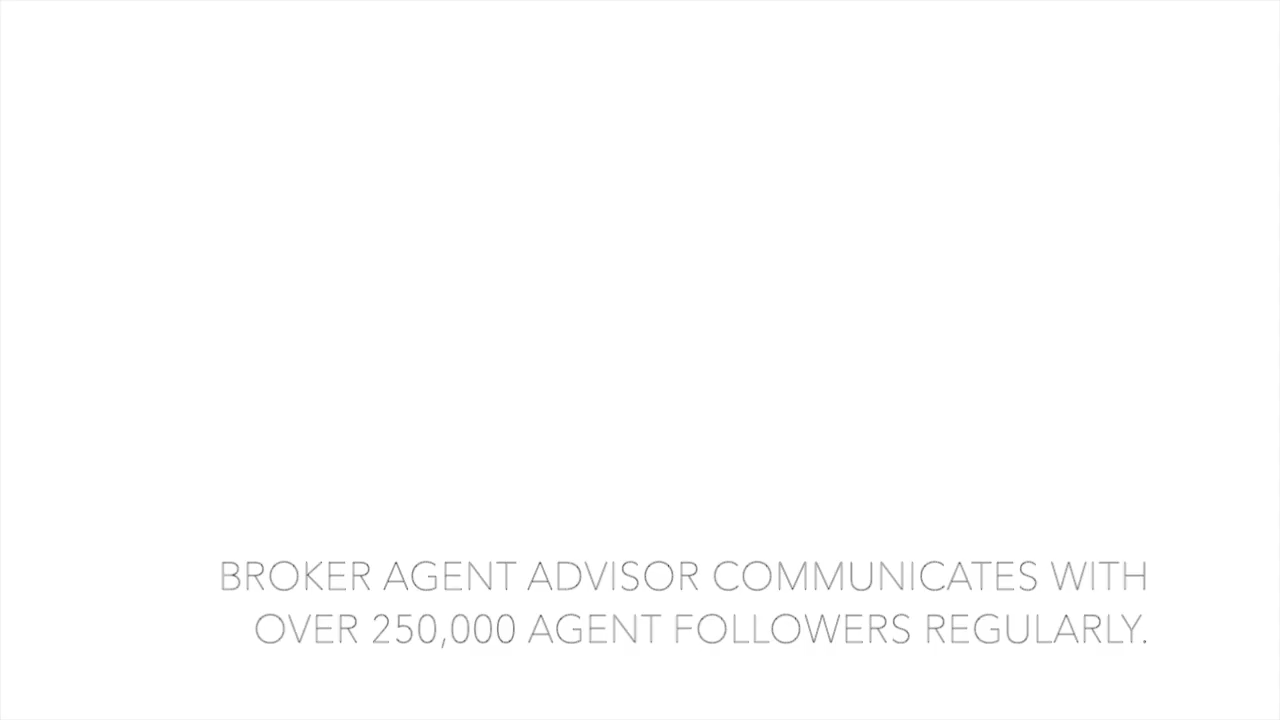 BROKER AGENT ADVISOR COMMUNICATES WITH
OVER 250,000 AGENT FOLLOWERS REGULARLY.